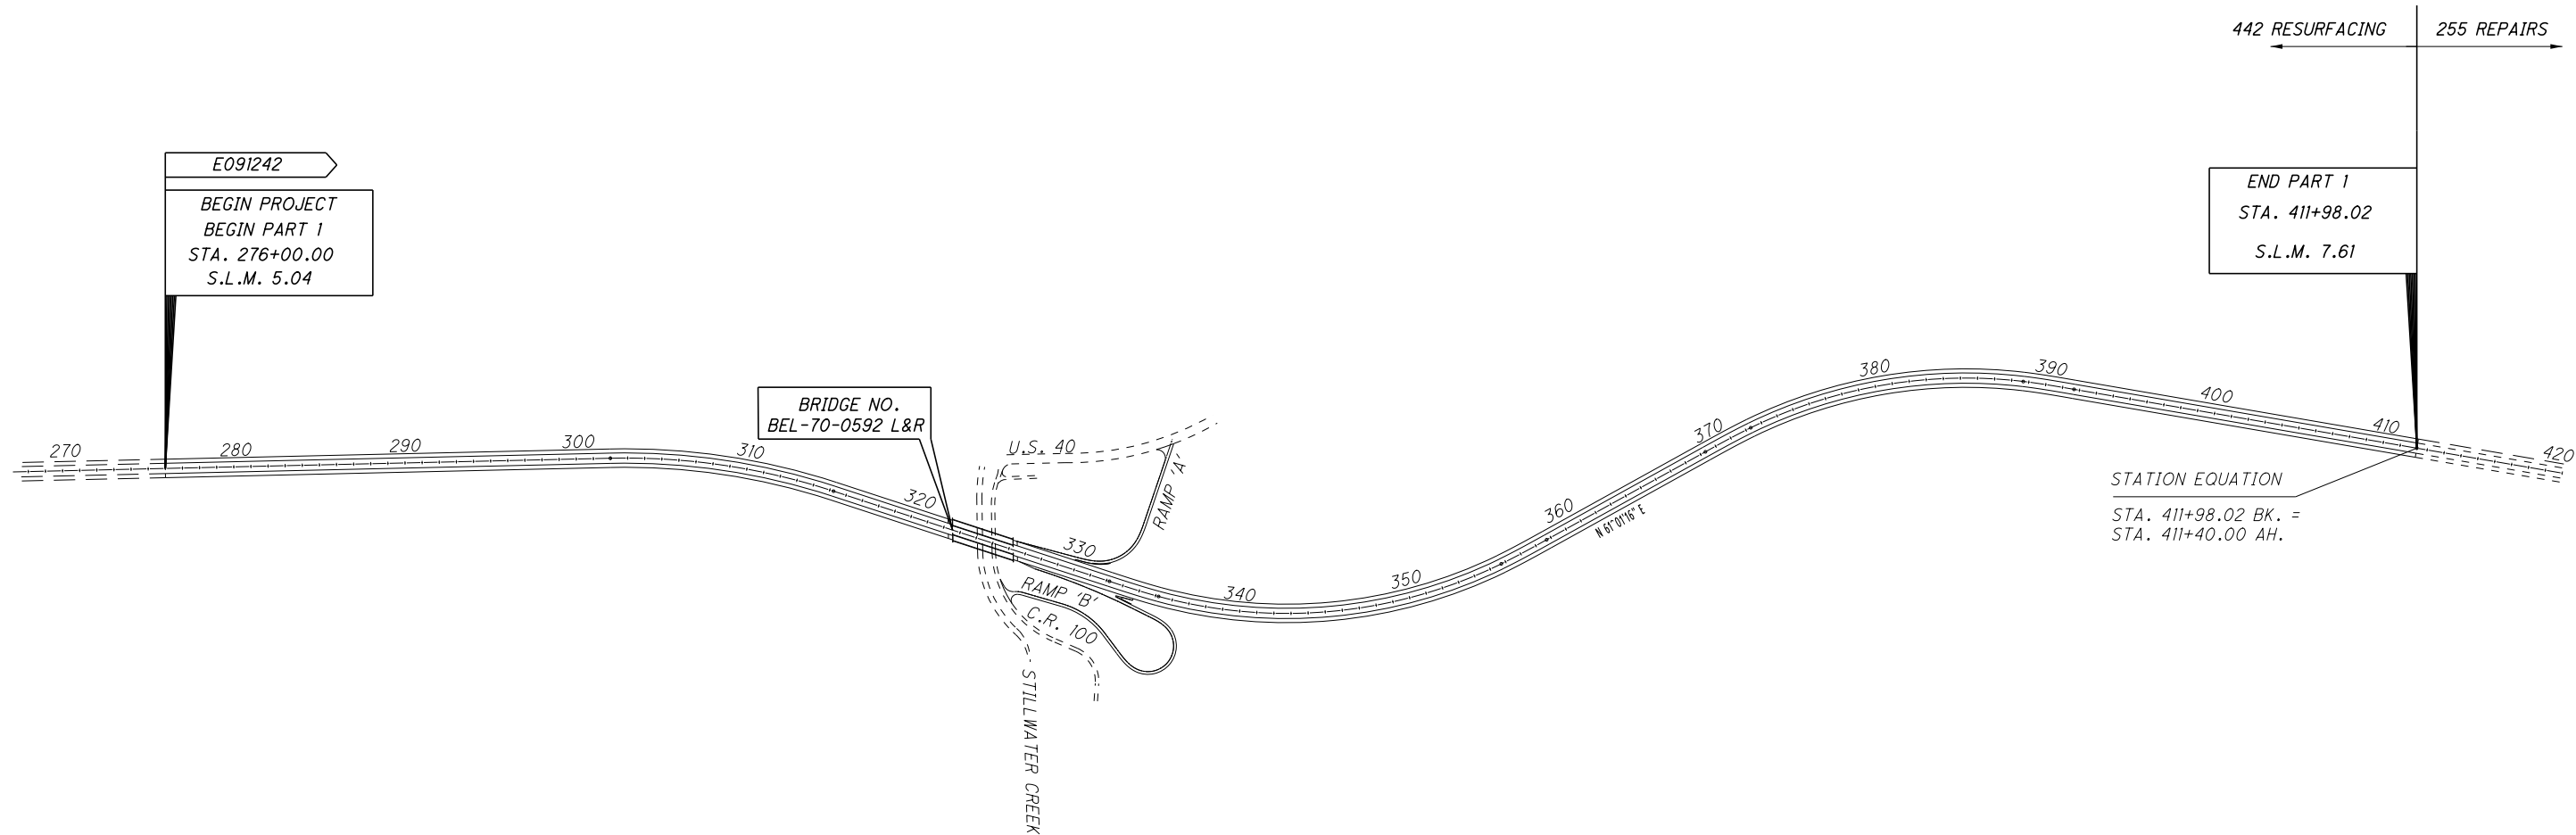 442 RESURFACING
255 REPAIRS
E091242
BEGIN PROJECT
BEGIN PART 1
STA. 276+00.00
S.L.M. 5.04
END PART 1
STA. 411+98.02
S.L.M. 7.61
BRIDGE NO.
BEL-70-0592 L&R
270
280
290
300
310
320
330
340
350
360
370
380
390
400
410
420
U.S. 40
RAMP 'A'
RAMP 'B'
C.R. 100
STILLWATER CREEK
N 61°01'16" E
STATION EQUATION
STA. 411+98.02 BK. =
STA. 411+40.00 AH.